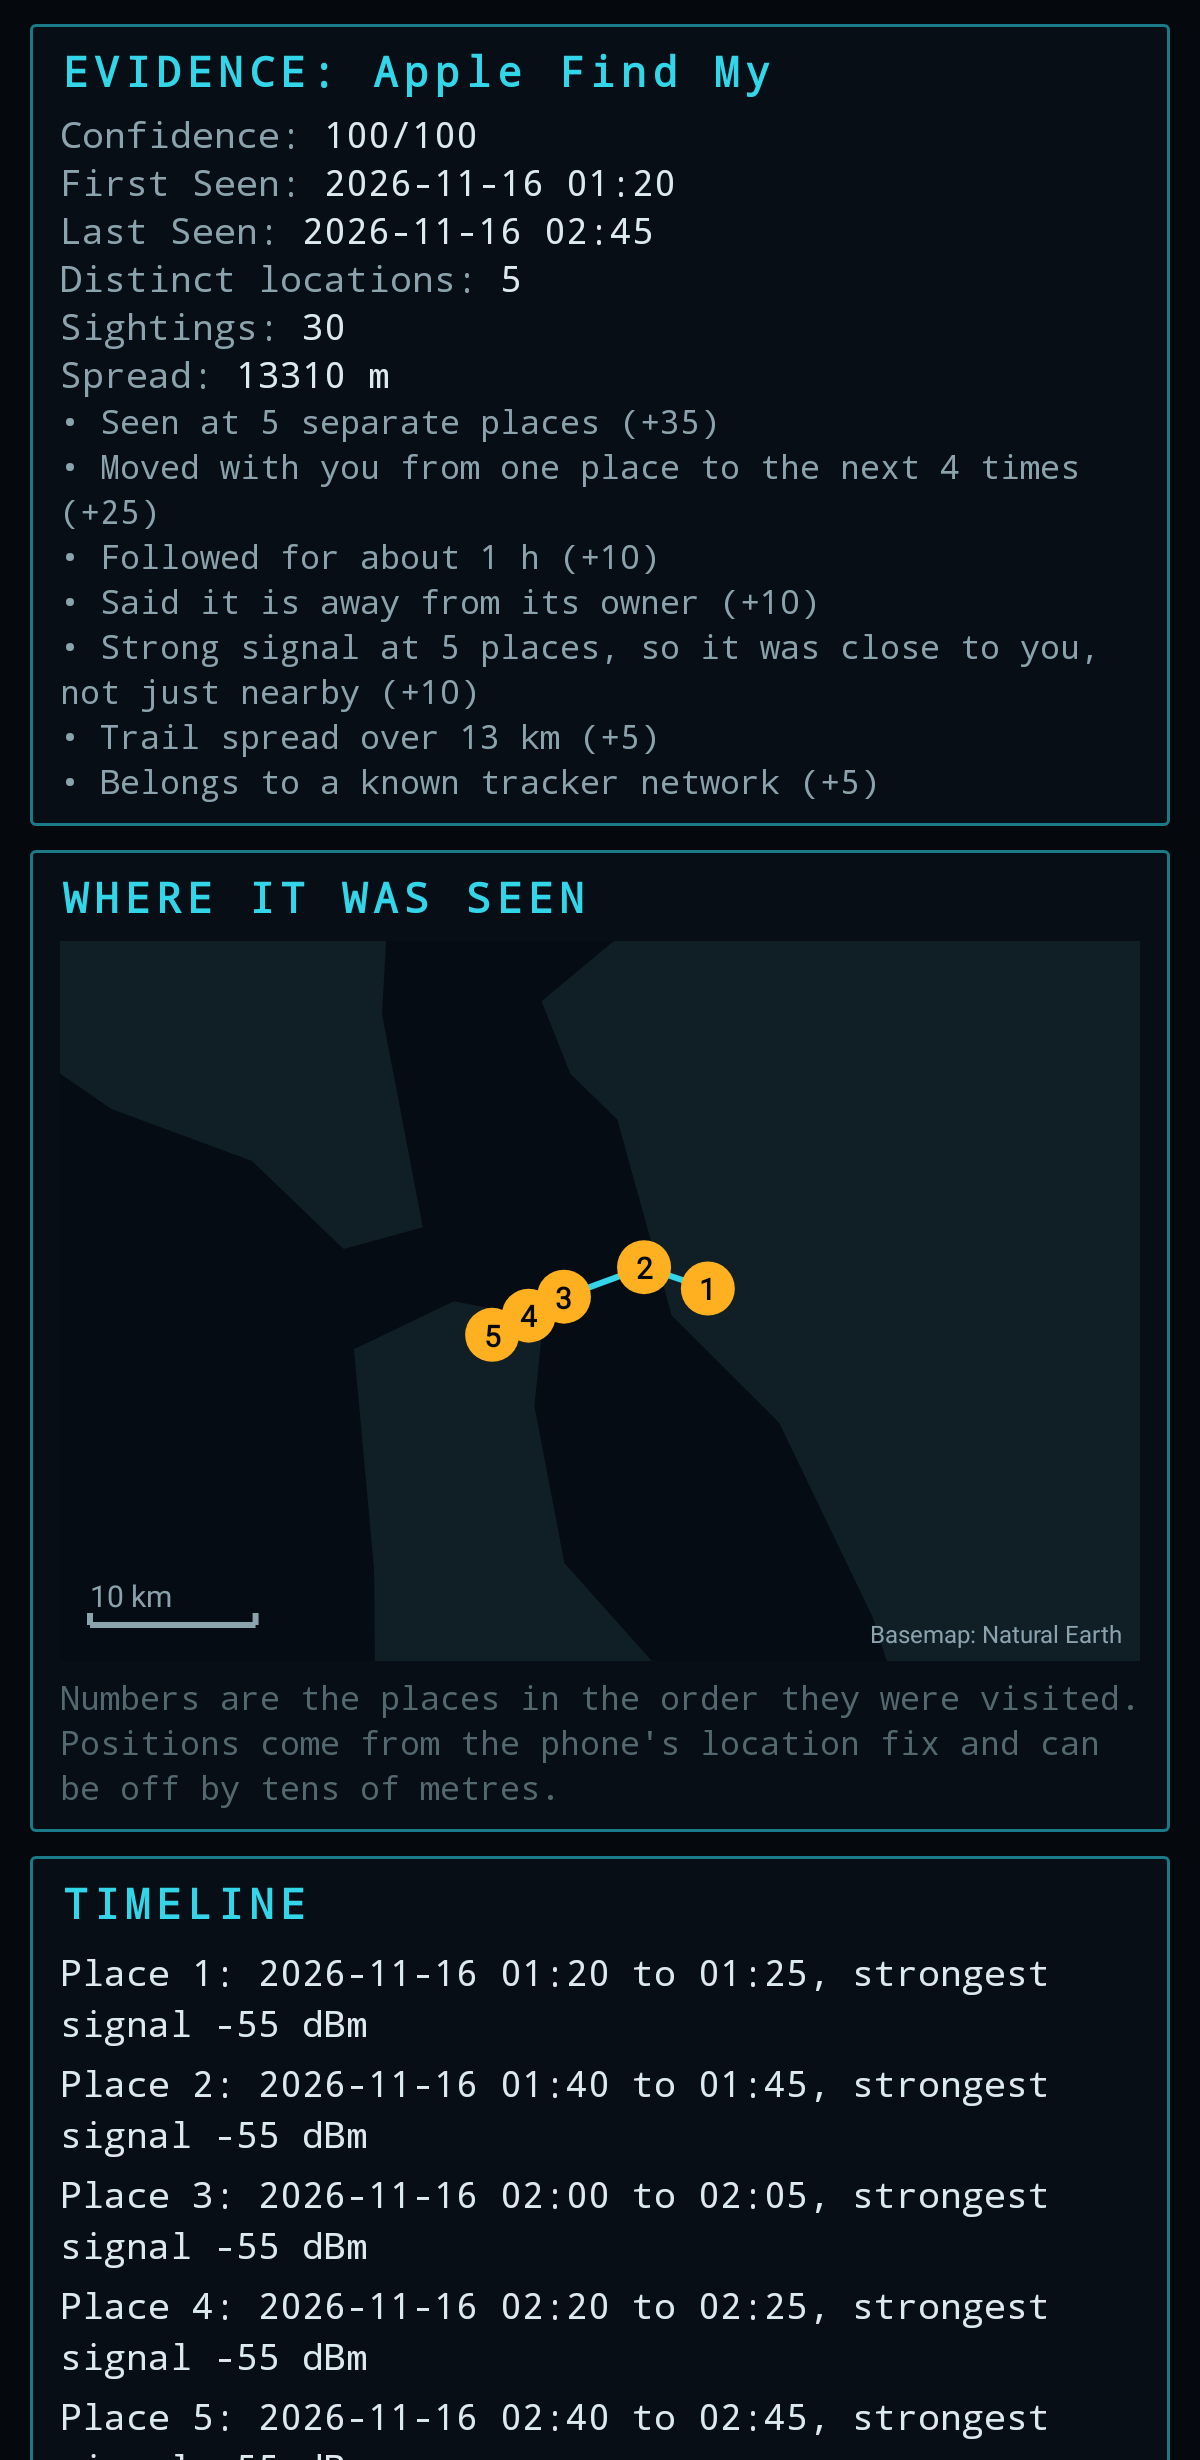 EVIDENCE: Apple Find My
Confidence: 100/100
First Seen: 2026-11-16 01:20
Last Seen: 2026-11-16 02:45
Distinct locations: 5
Sightings: 30
Spread: 13310 m
• Seen at 5 separate places (+35)
• Moved with you from one place to the next 4 times
(+25)
• Followed for about 1 h (+10)
• Said it is away from its owner (+10)
• Strong signal at 5 places, so it was close to you,
not just nearby (+10)
• Trail spread over 13 km (+5)
• Belongs to a known tracker network (+5)
WHERE IT WAS SEEN
2
1
3
4
5
10 km
Basemap: Natural Earth
Numbers are the places in the order they were visited.
Positions come from the phone's location fix and can
be off by tens of metres.
TIMELINE
Place 1: 2026-11-16 01:20 to 01:25, strongest
signal -55 dBm
Place 2: 2026-11-16 01:40 to 01:45, strongest
signal -55 dBm
Place 3: 2026-11-16 02:00 to 02:05, strongest
signal -55 dBm
Place 4: 2026-11-16 02:20 to 02:25, strongest
signal -55 dBm
Place 5: 2026-11-16 02:40 to 02:45, strongest